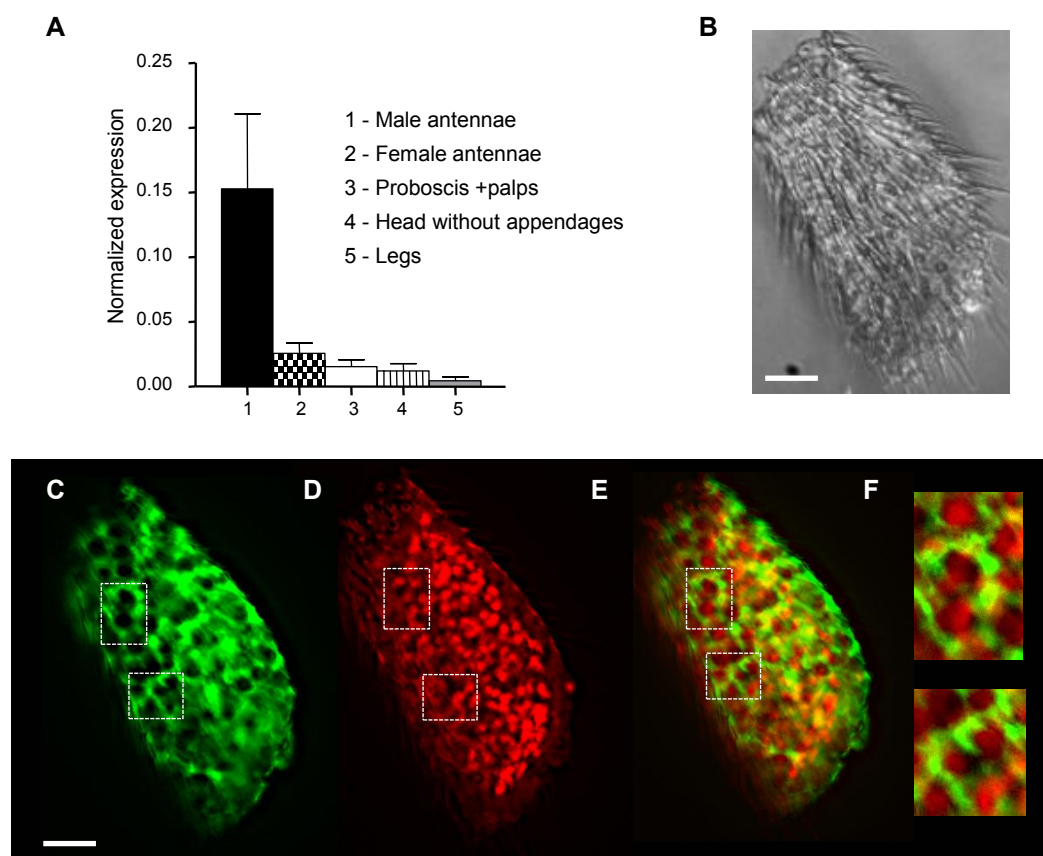 A
B
0.25
0.20
0.15
0.10
0.05
0.00
Normalized expression
1 - Male antennae
2 - Female antennae
3 - Proboscis +palps
4 - Head without appendages
5 - Legs
1 2 3 4 5
C D E F